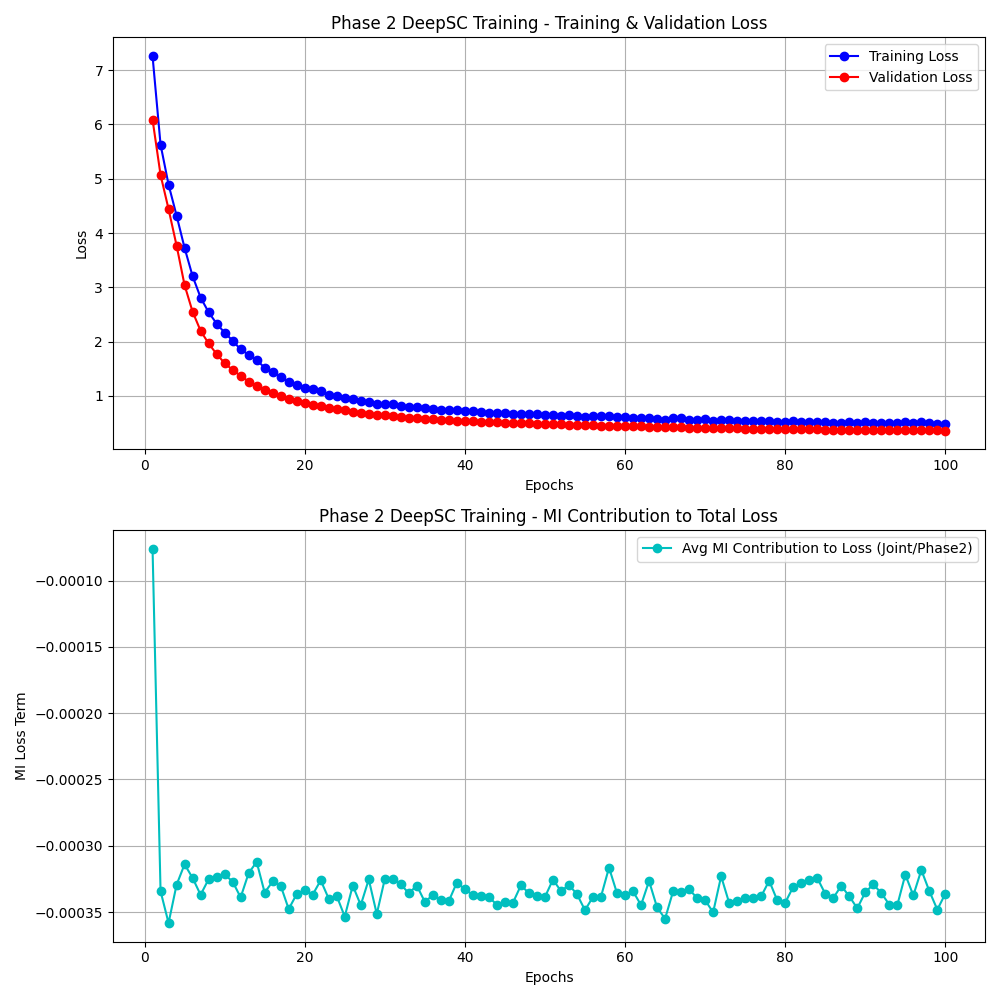 Phase 2 DeepSC Training - Training & Validation Loss
Training Loss
Validation Loss
7
6
5
4
3
2
1
Loss
0 20 40 60 80 100
Epochs
Phase 2 DeepSC Training - MI Contribution to Total Loss
Avg MI Contribution to Loss (Joint/Phase2)
−0.00010
−0.00015
−0.00020
−0.00025
−0.00030
−0.00035
MI Loss Term
0 20 40 60 80 100
Epochs